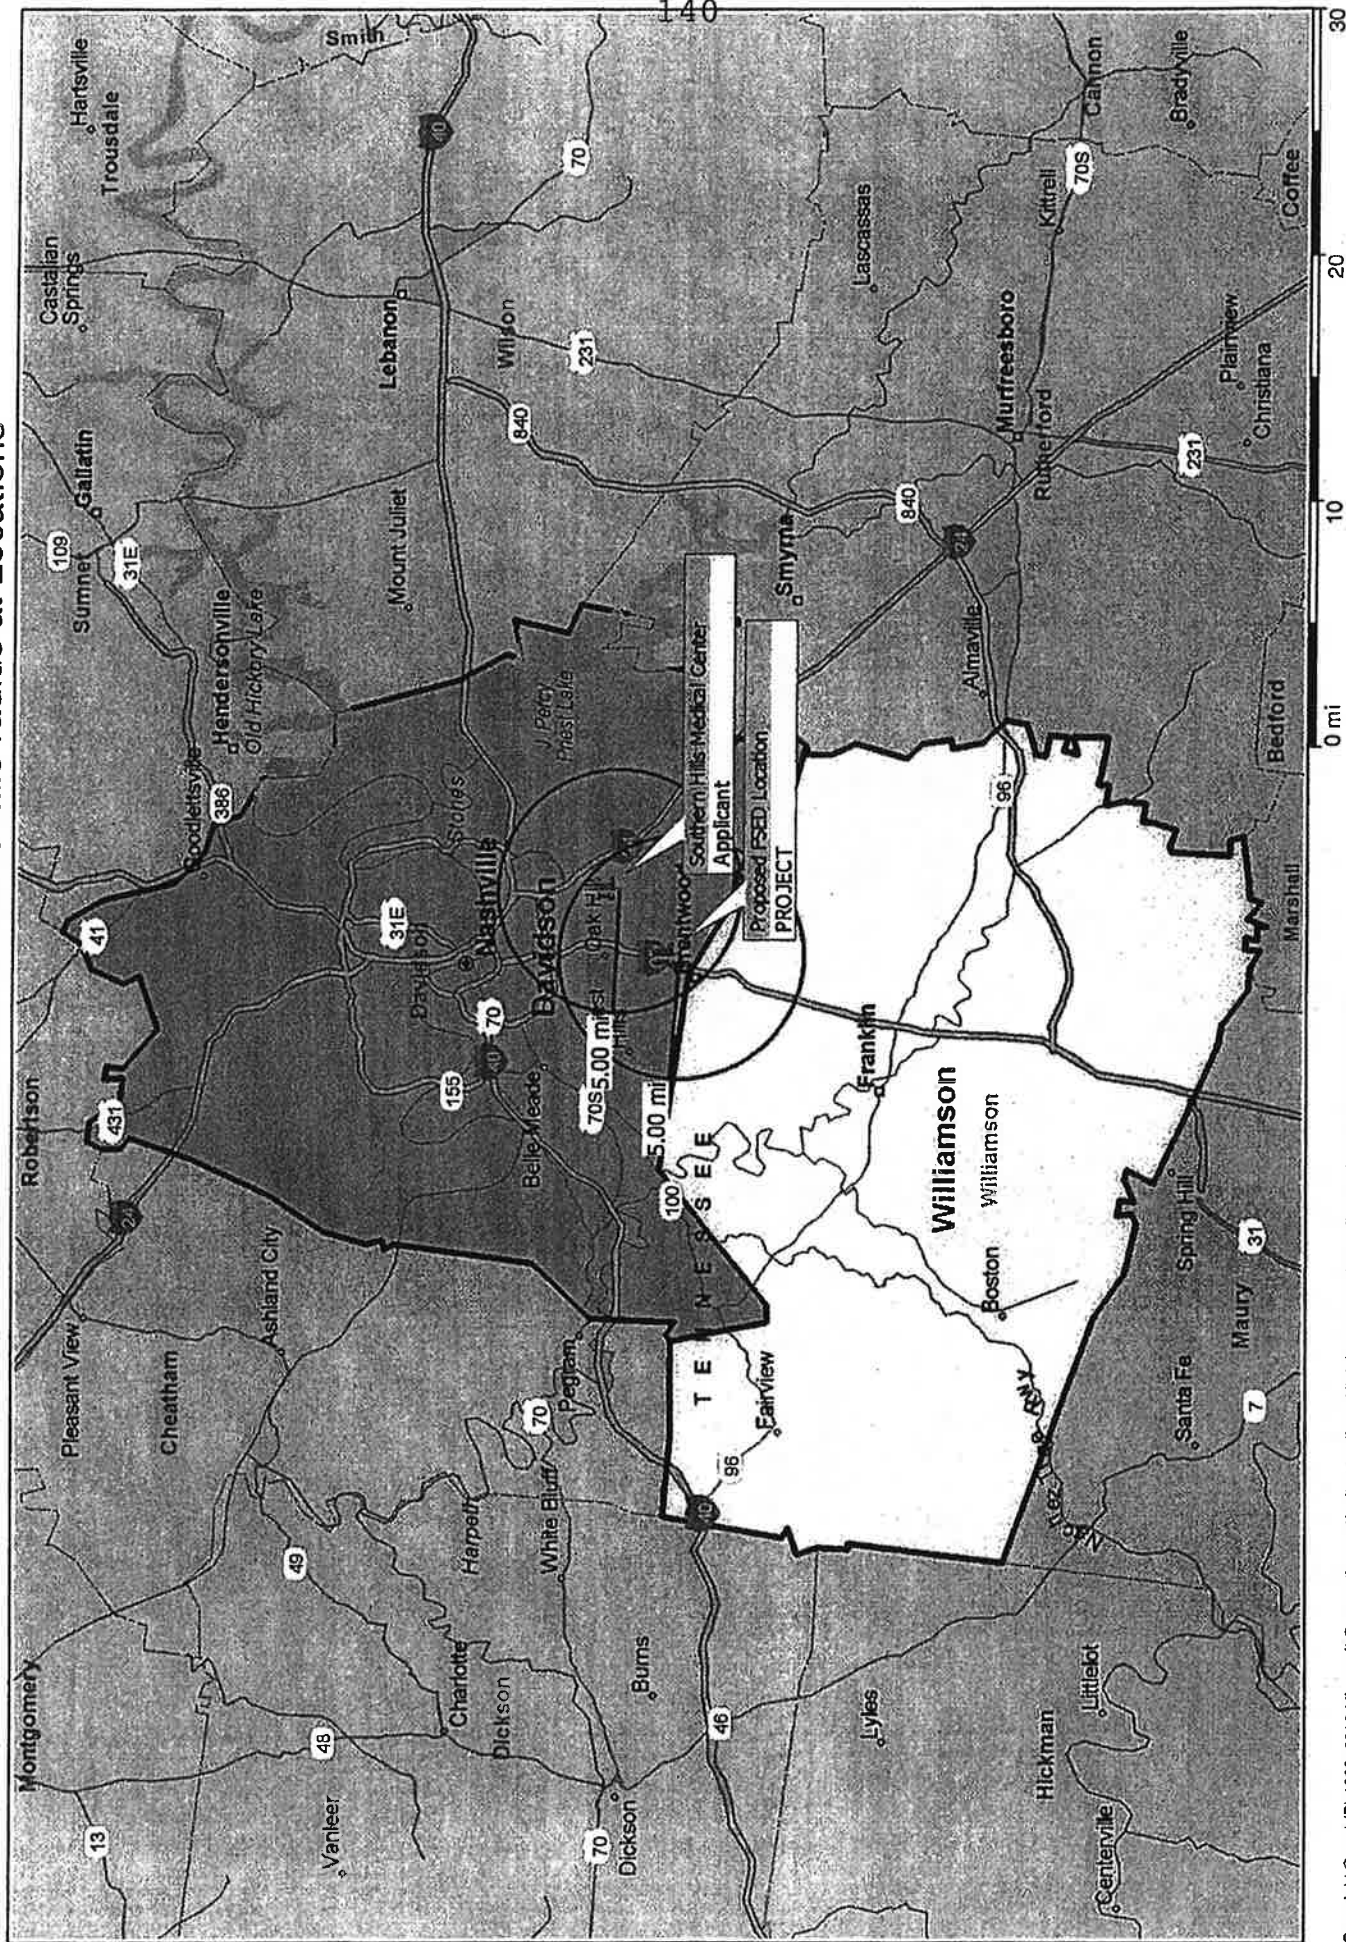 140
Smith
Hartsville
Trousdale
Castalian
Springs
Gallatin
109
Sumner
31E
Hendersonville
Old Hickory Lake
Goodlettsville
386
41
Robertson
431
Pleasant View
Cheatham
Ashland City
Montgomery
13
48
49
Vanleer
Charlotte
Dickson
Harpeth
White Bluff
70
Pegram
Burns
Dickson
70
46
Lebanon
Wilson
70
231
840
Mount Juliet
J. Percy
Priest Lake
Stones
Nashville
Davidson
31E
Davidson
70
155
Belle Meade
70S
5.00 mi
5.00 mi
100
Brentwood
Southern Hills Medical Center
Applicant
Proposed FSED Location
PROJECT
TENNESSEE
Fairview
96
Franklin
Williamson
Williamson
Boston
96
Smyrna
840
Almaville
Lascassas
Murfreesboro
Rutherford
Kittrell
70S
Cannon
Bradyville
Coffee
Plainview
Christiana
231
Bedford
Marshall
Spring Hill
31
Maury
Santa Fe
7
Lyles
Hickman
Littlelot
Centerville
0 mi
10
20
30